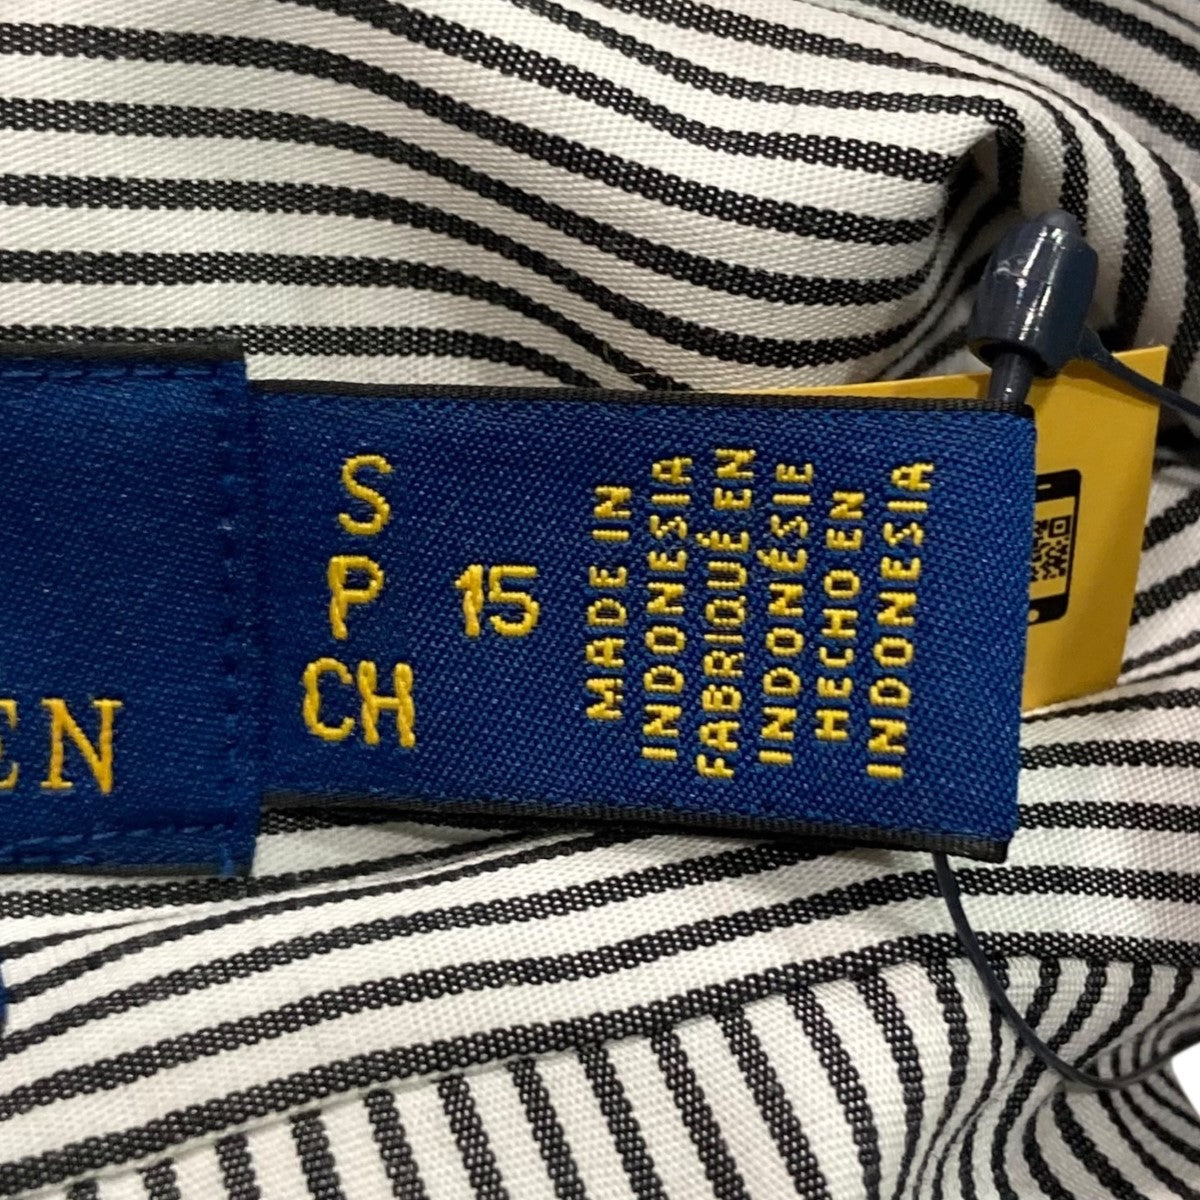 EN
S
P
CH
15
MADE IN
INDONESIA
FABRIQUÉ EN
INDONÉSIE
HECHO EN
INDONESIA